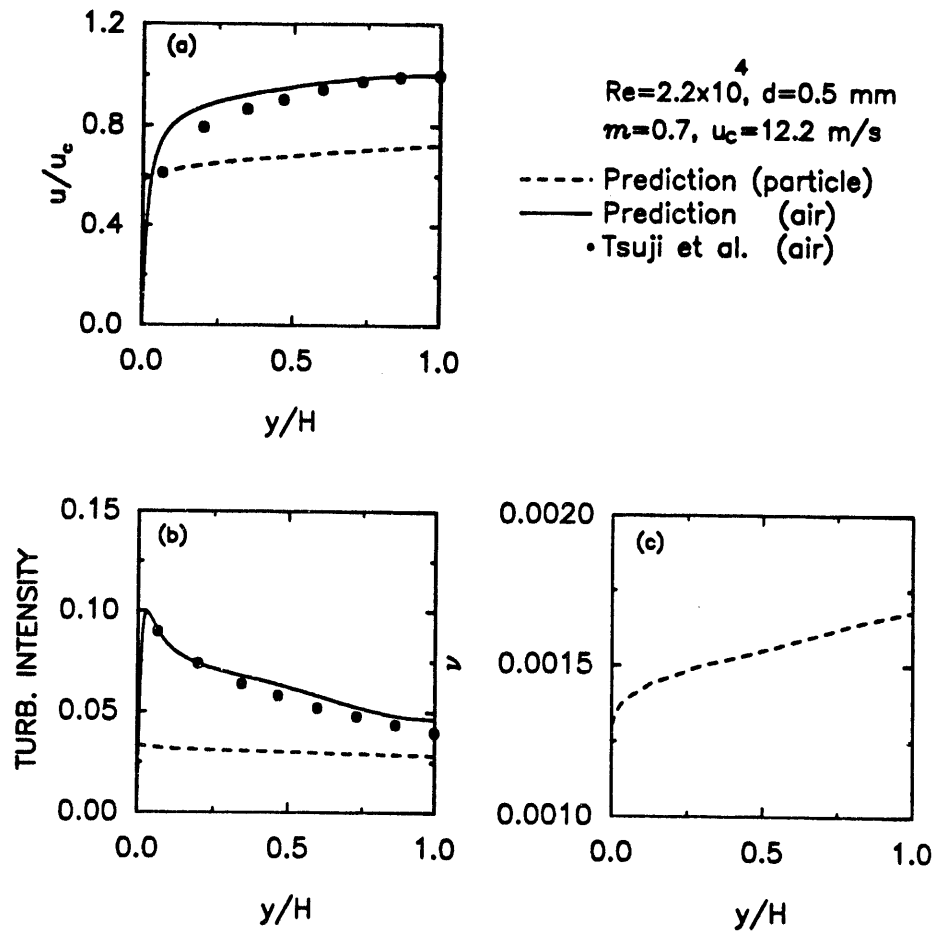 1.2
(a)
0.8
u/u_c
0.4
0.0
0.0 0.5 1.0
y/H
Re=2.2x10^4, d=0.5 mm
m=0.7, u_c=12.2 m/s
Prediction (particle)
Prediction (air)
Tsuji et al. (air)
0.15
(b)
0.10
TURB. INTENSITY
0.05
0.00
0.0 0.5 1.0
y/H
0.0020
(c)
ν
0.0015
0.0010
0.0 0.5 1.0
y/H